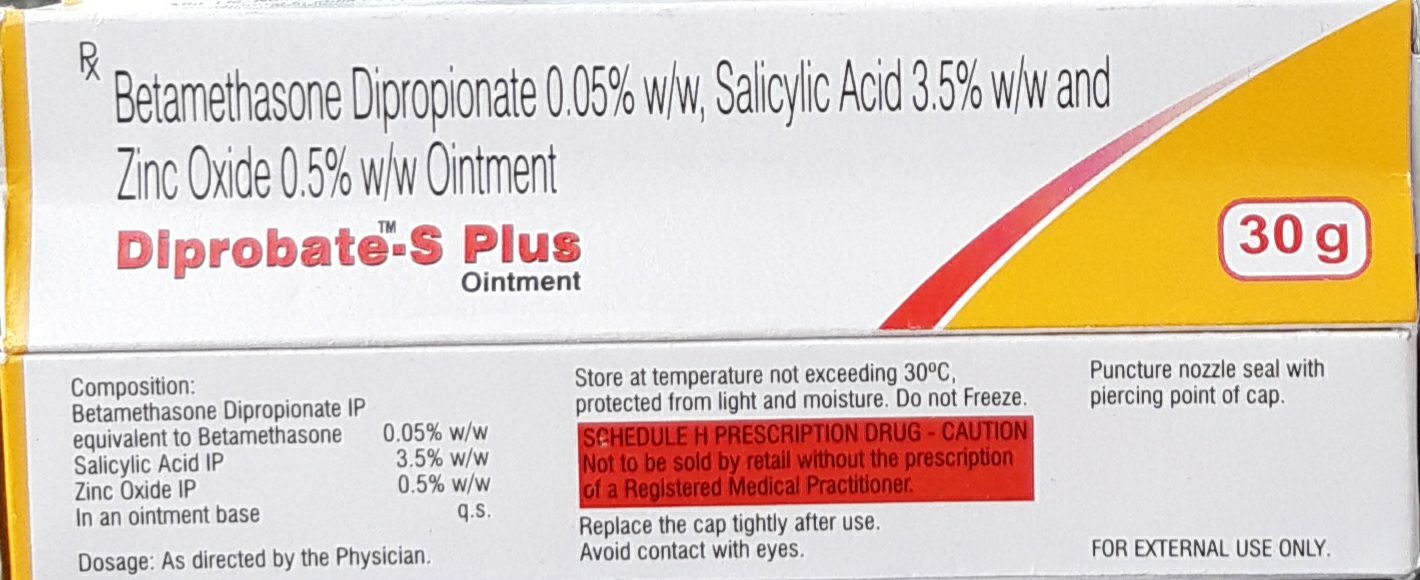 Rx
Betamethasone Dipropionate 0.05% w/w, Salicylic Acid 3.5% w/w and
Zinc Oxide 0.5% w/w Ointment
Diprobate™-S Plus
Ointment
30 g
Composition:
Betamethasone Dipropionate IP
equivalent to Betamethasone 0.05% w/w
Salicylic Acid IP 3.5% w/w
Zinc Oxide IP 0.5% w/w
In an ointment base q.s.
Dosage: As directed by the Physician.
Store at temperature not exceeding 30ºC,
protected from light and moisture. Do not Freeze.
SCHEDULE H PRESCRIPTION DRUG - CAUTION
Not to be sold by retail without the prescription
of a Registered Medical Practitioner.
Replace the cap tightly after use.
Avoid contact with eyes.
Puncture nozzle seal with
piercing point of cap.
FOR EXTERNAL USE ONLY.